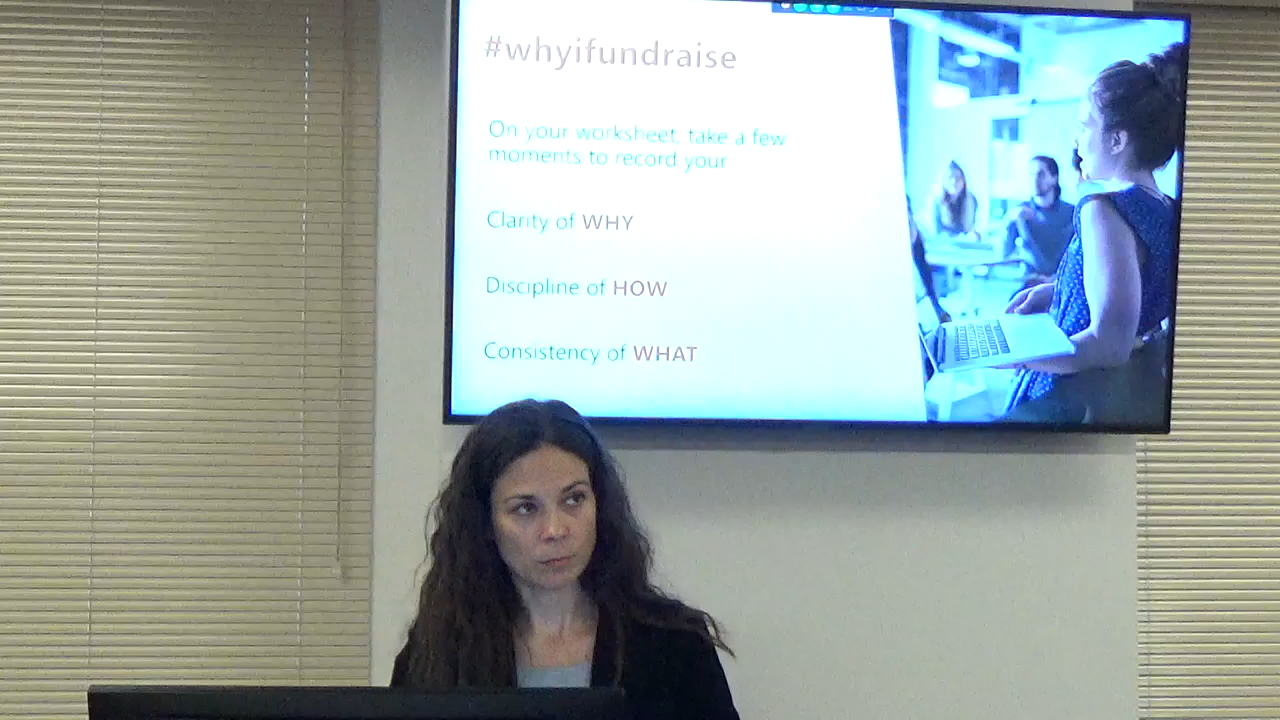 #whyifundraise
On your worksheet, take a few
moments to record your
Clarity of WHY
Discipline of HOW
Consistency of WHAT